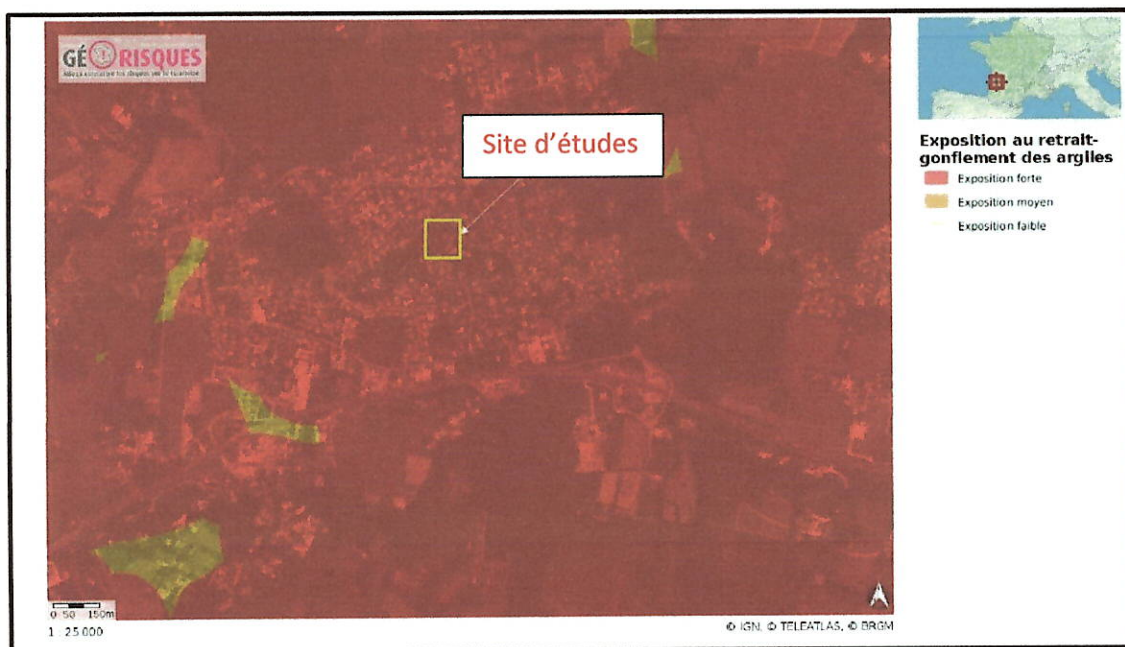 GÉORISQUES
Site d'études
Exposition au retrait-
gonflement des argiles
Exposition forte
Exposition moyen
Exposition faible
0 50 150m
1 : 25 000
© IGN, © TELEATLAS, © BRGM